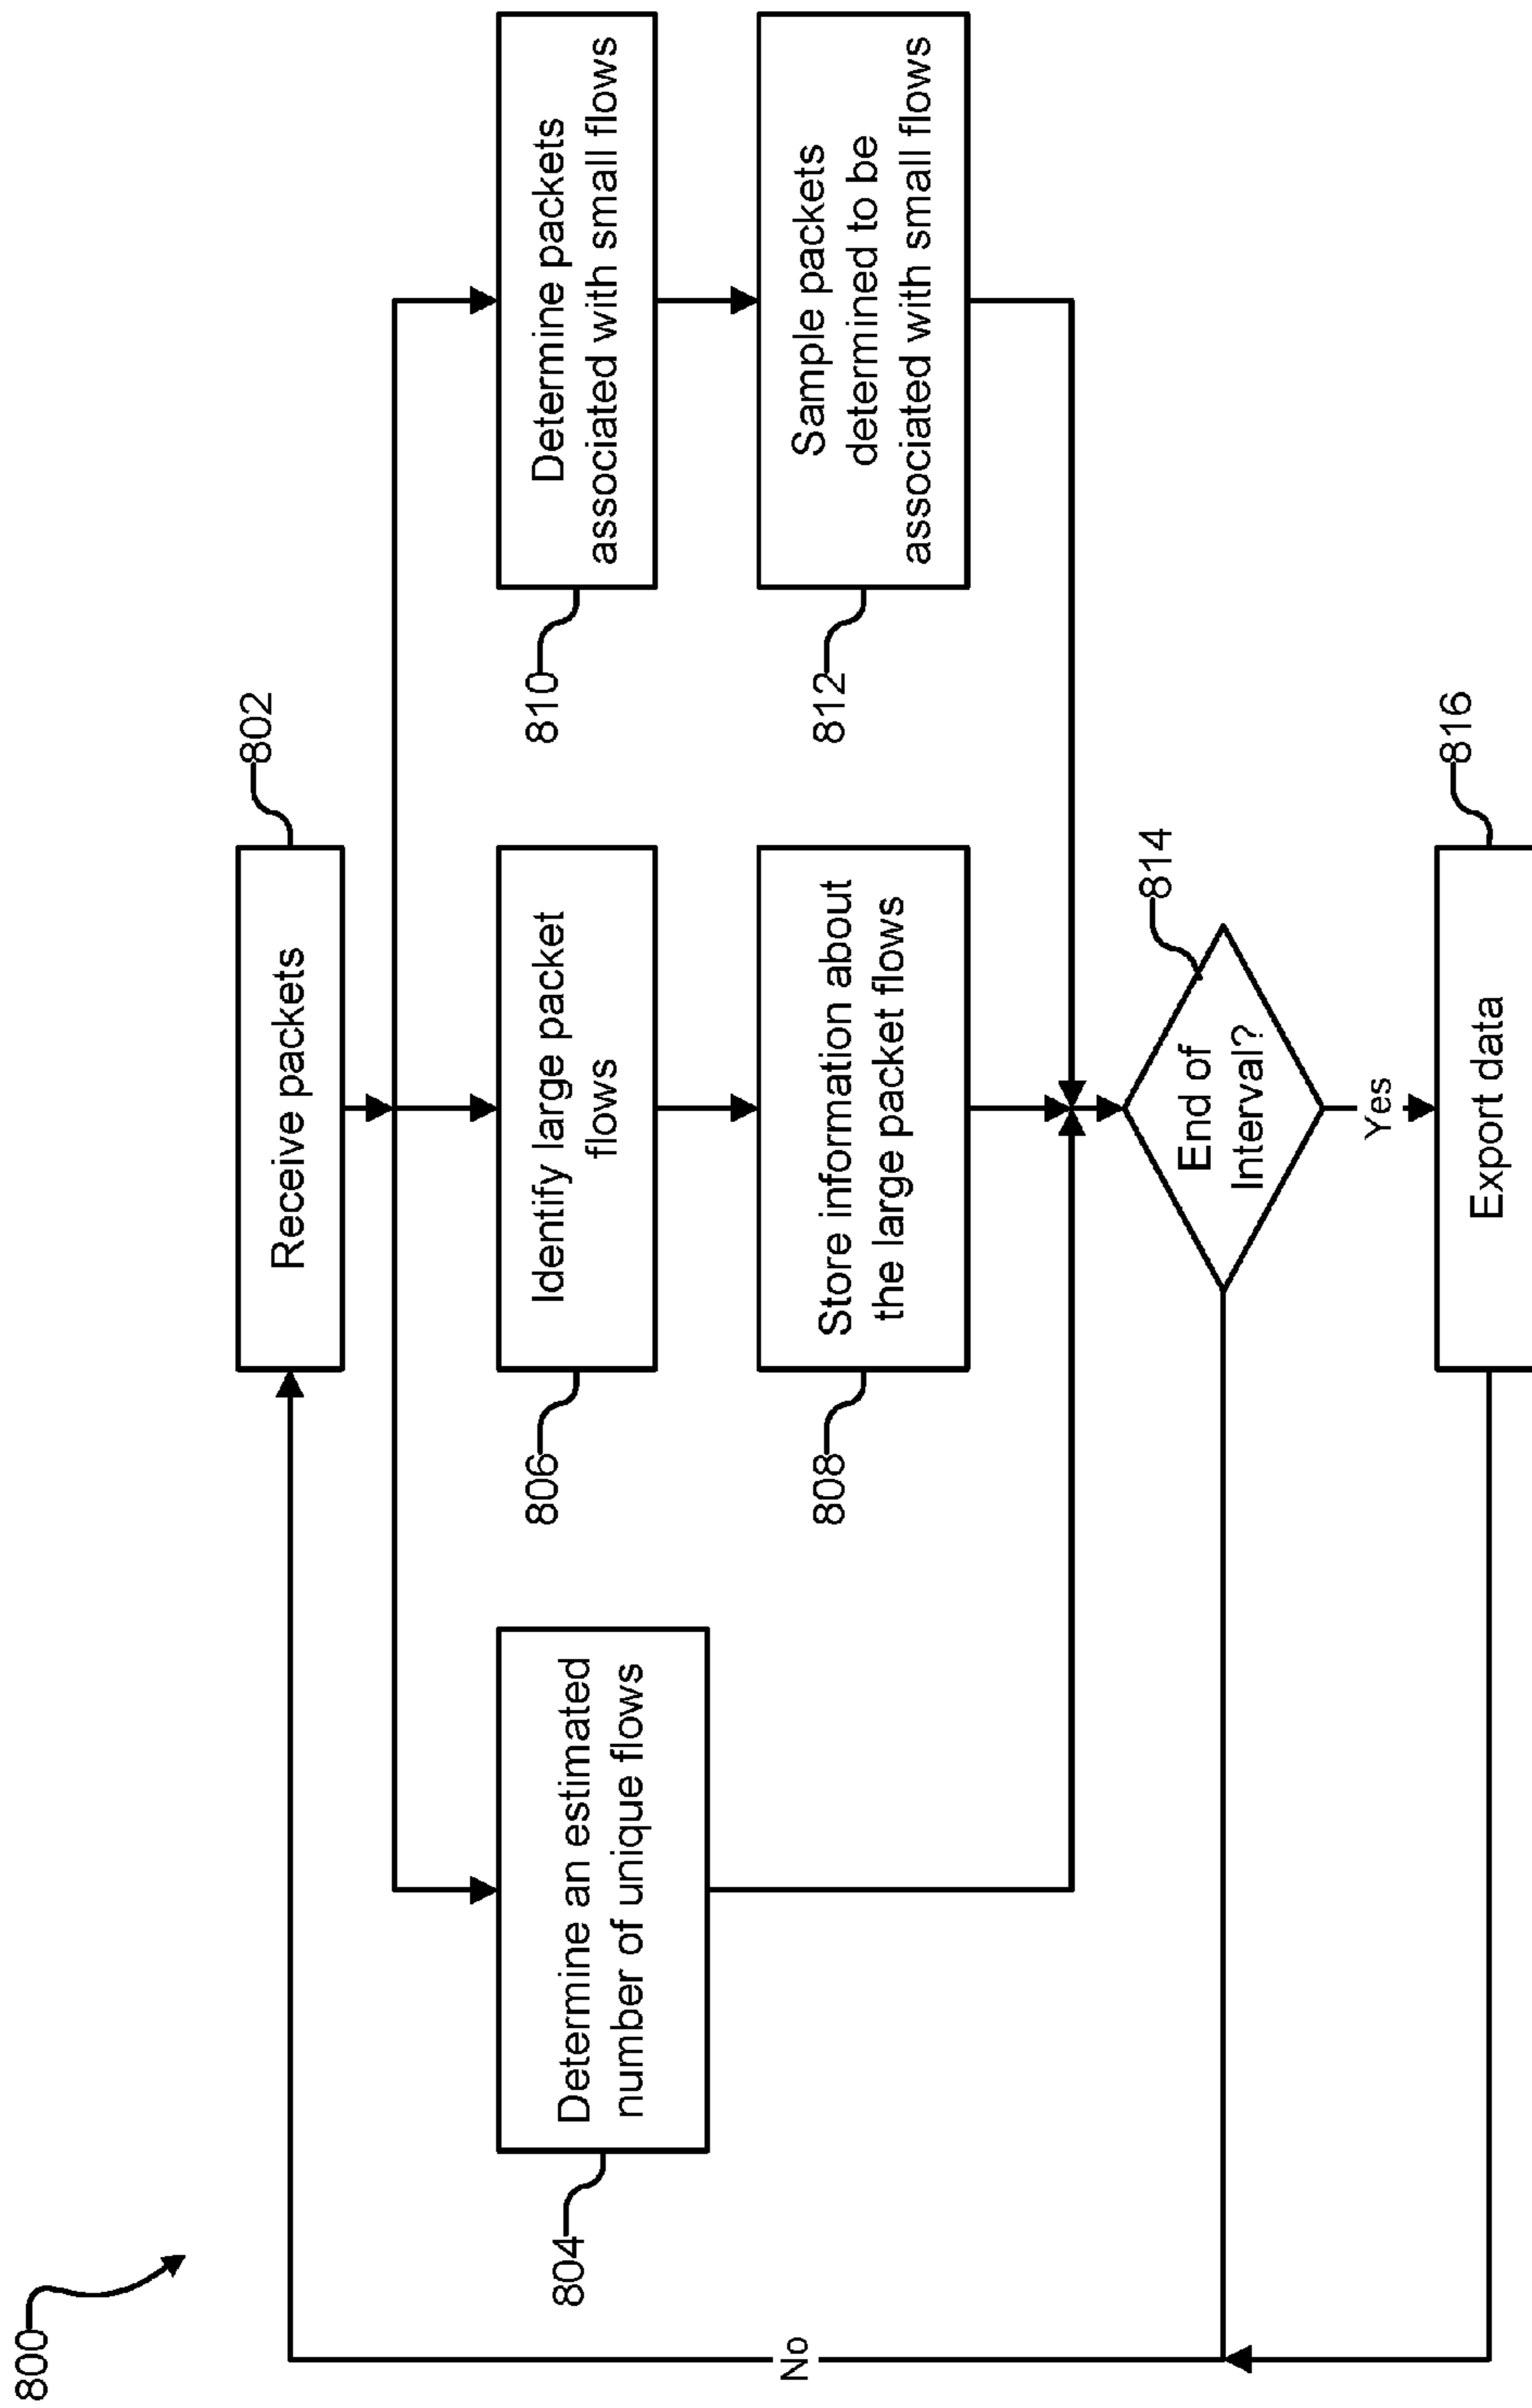 800
Receive packets
802
Determine an estimated
number of unique flows
804
Identify large packet
flows
806
Determine packets
associated with small flows
810
Store information about
the large packet flows
808
Sample packets
determined to be
associated with small flows
812
End of
Interval?
814
No
Yes
Export data
816